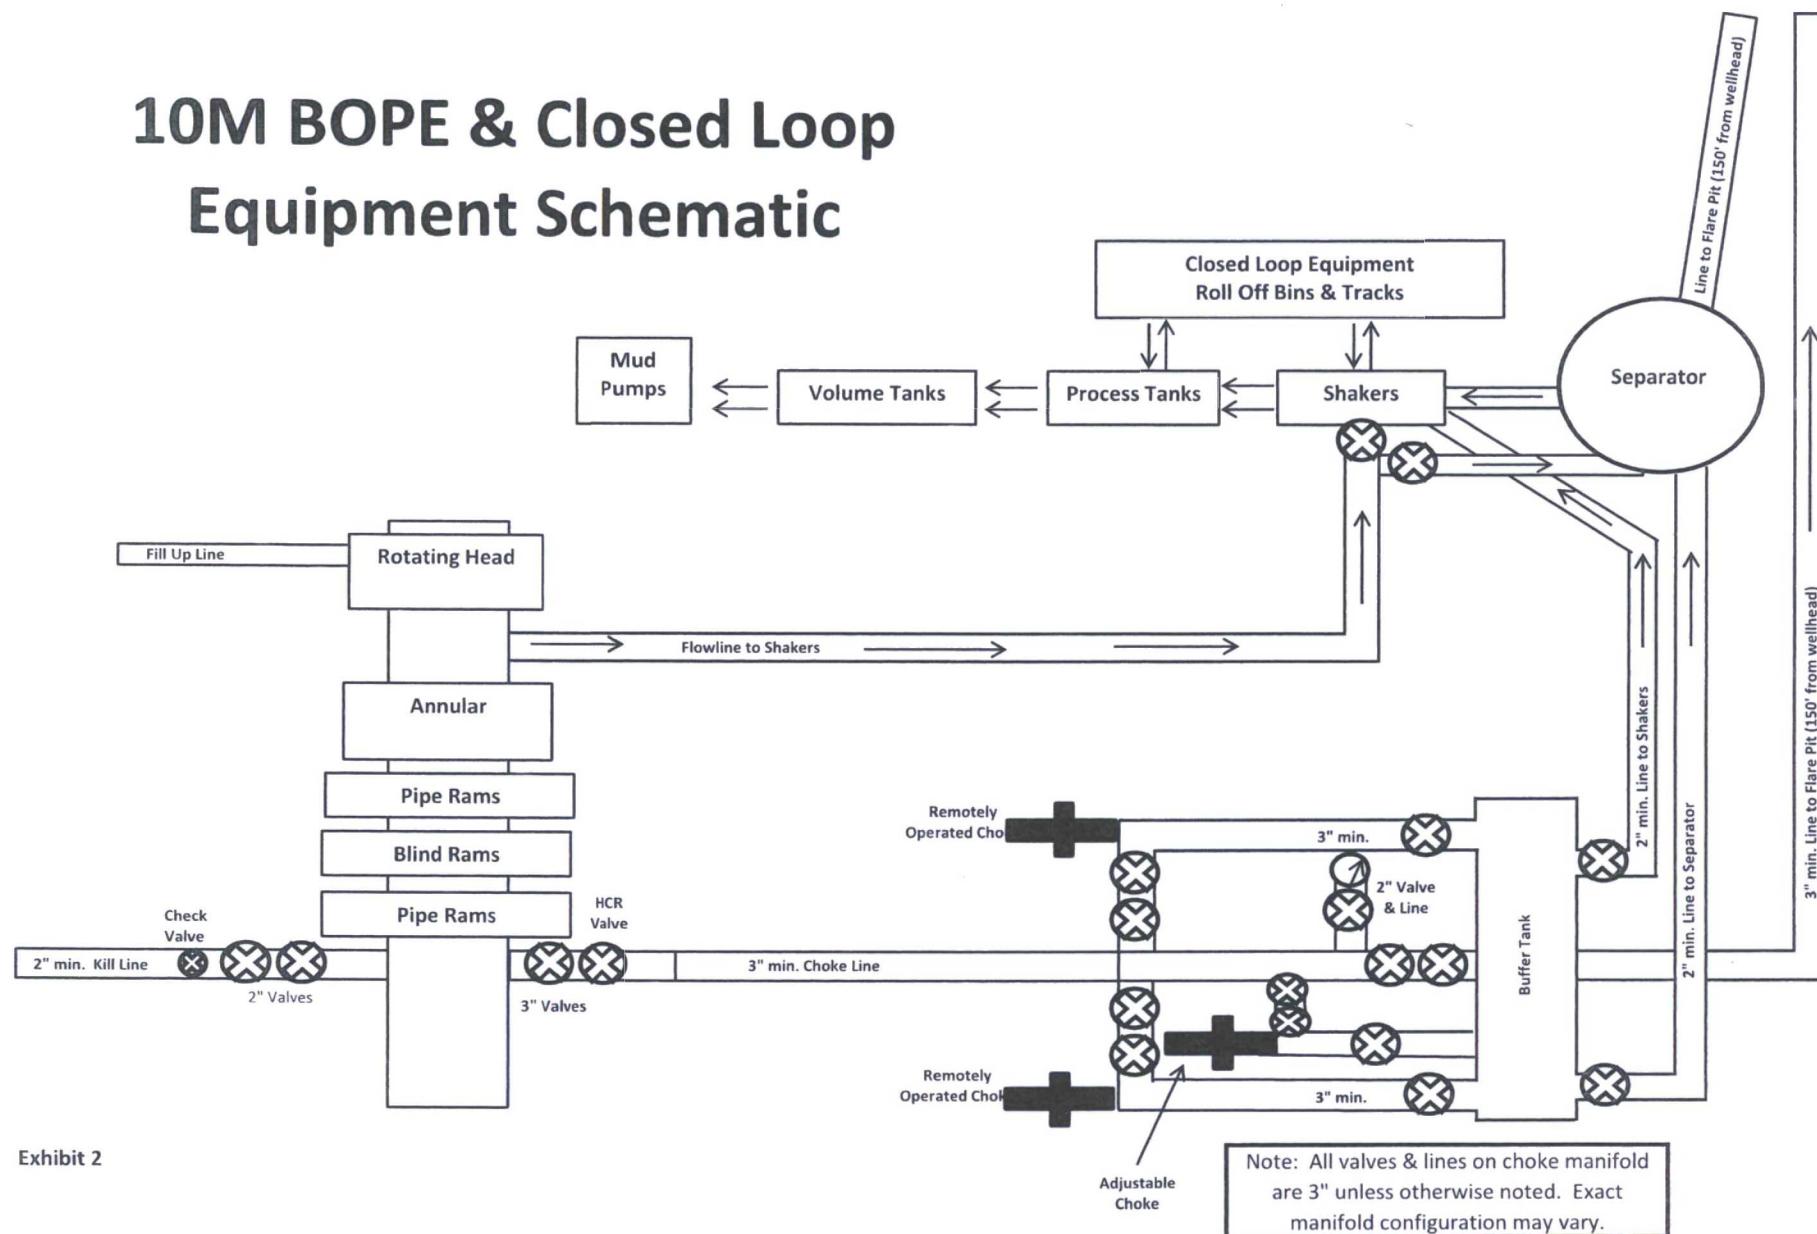 10M BOPE & Closed Loop
Equipment Schematic
Line to Flare Pit (150' from wellhead)
Closed Loop Equipment
Roll Off Bins & Tracks
Mud
Pumps
Volume Tanks
Process Tanks
Shakers
Separator
Fill Up Line
Rotating Head
Flowline to Shakers
Annular
Pipe Rams
Blind Rams
Pipe Rams
Check
Valve
HCR
Valve
2" min. Kill Line
2" Valves
3" Valves
3" min. Choke Line
Remotely
Operated Cho
3" min.
2" Valve
& Line
Buffer Tank
2" min. Line to Shakers
2" min. Line to Separator
3" min. Line to Flare Pit (150' from wellhead)
Remotely
Operated Chok
3" min.
Adjustable
Choke
Exhibit 2
Note: All valves & lines on choke manifold
are 3" unless otherwise noted. Exact
manifold configuration may vary.